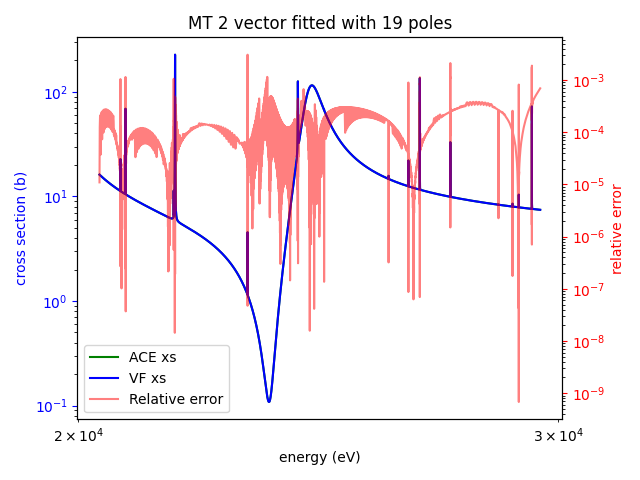 MT 2 vector fitted with 19 poles
cross section (b)
10²
10¹
10⁰
10⁻¹
10⁻³
10⁻⁴
10⁻⁵
10⁻⁶
10⁻⁷
10⁻⁸
10⁻⁹
relative error
ACE xs
VF xs
Relative error
2 × 10⁴
3 × 10⁴
energy (eV)